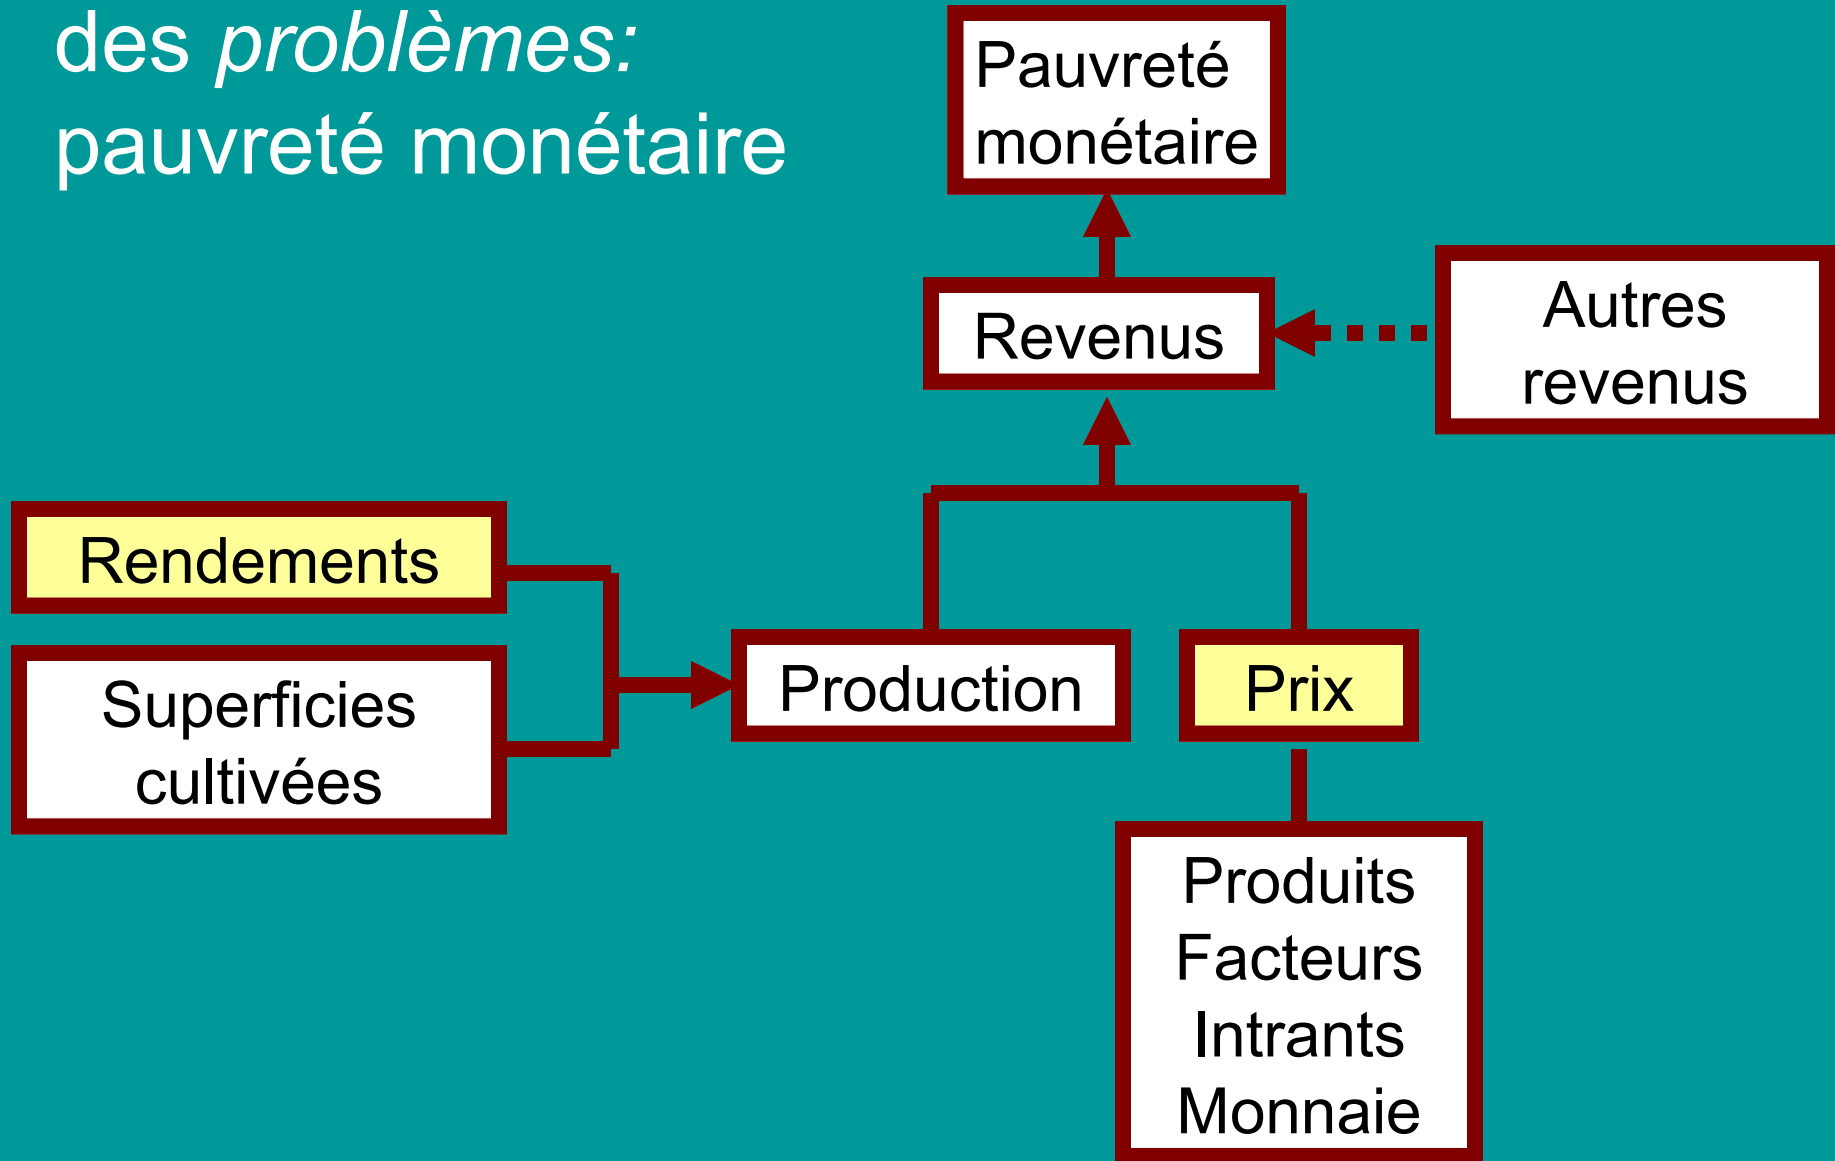 des problèmes:
pauvreté monétaire
Pauvreté
monétaire
Revenus
Autres
revenus
Rendements
Superficies
cultivées
Production
Prix
Produits
Facteurs
Intrants
Monnaie